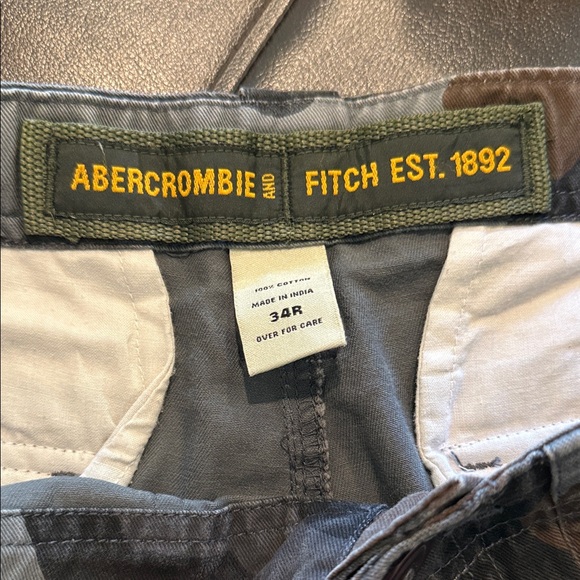 ABERCROMBIE AND FITCH EST. 1892
100% COTTON
MADE IN INDIA
34R
OVER FOR CARE